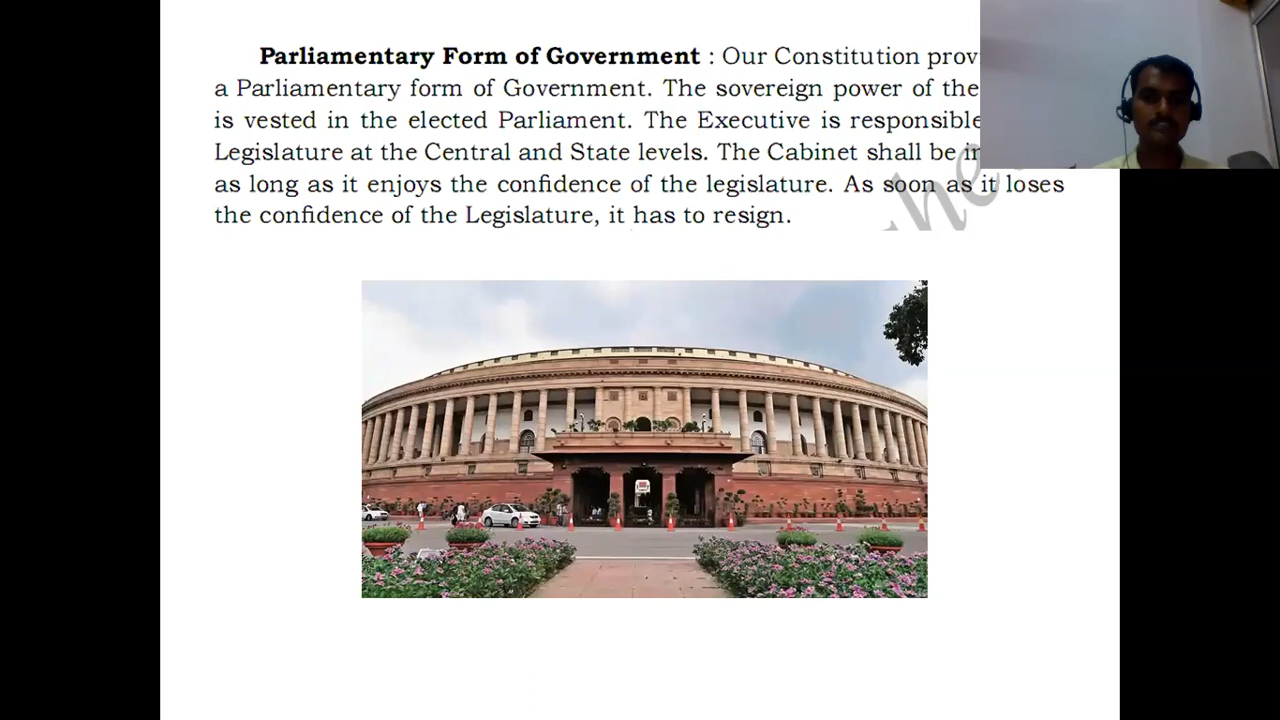 Parliamentary Form of Government : Our Constitution prov
a Parliamentary form of Government. The sovereign power of the
is vested in the elected Parliament. The Executive is responsible
Legislature at the Central and State levels. The Cabinet shall be in
as long as it enjoys the confidence of the legislature. As soon as it loses
the confidence of the Legislature, it has to resign.